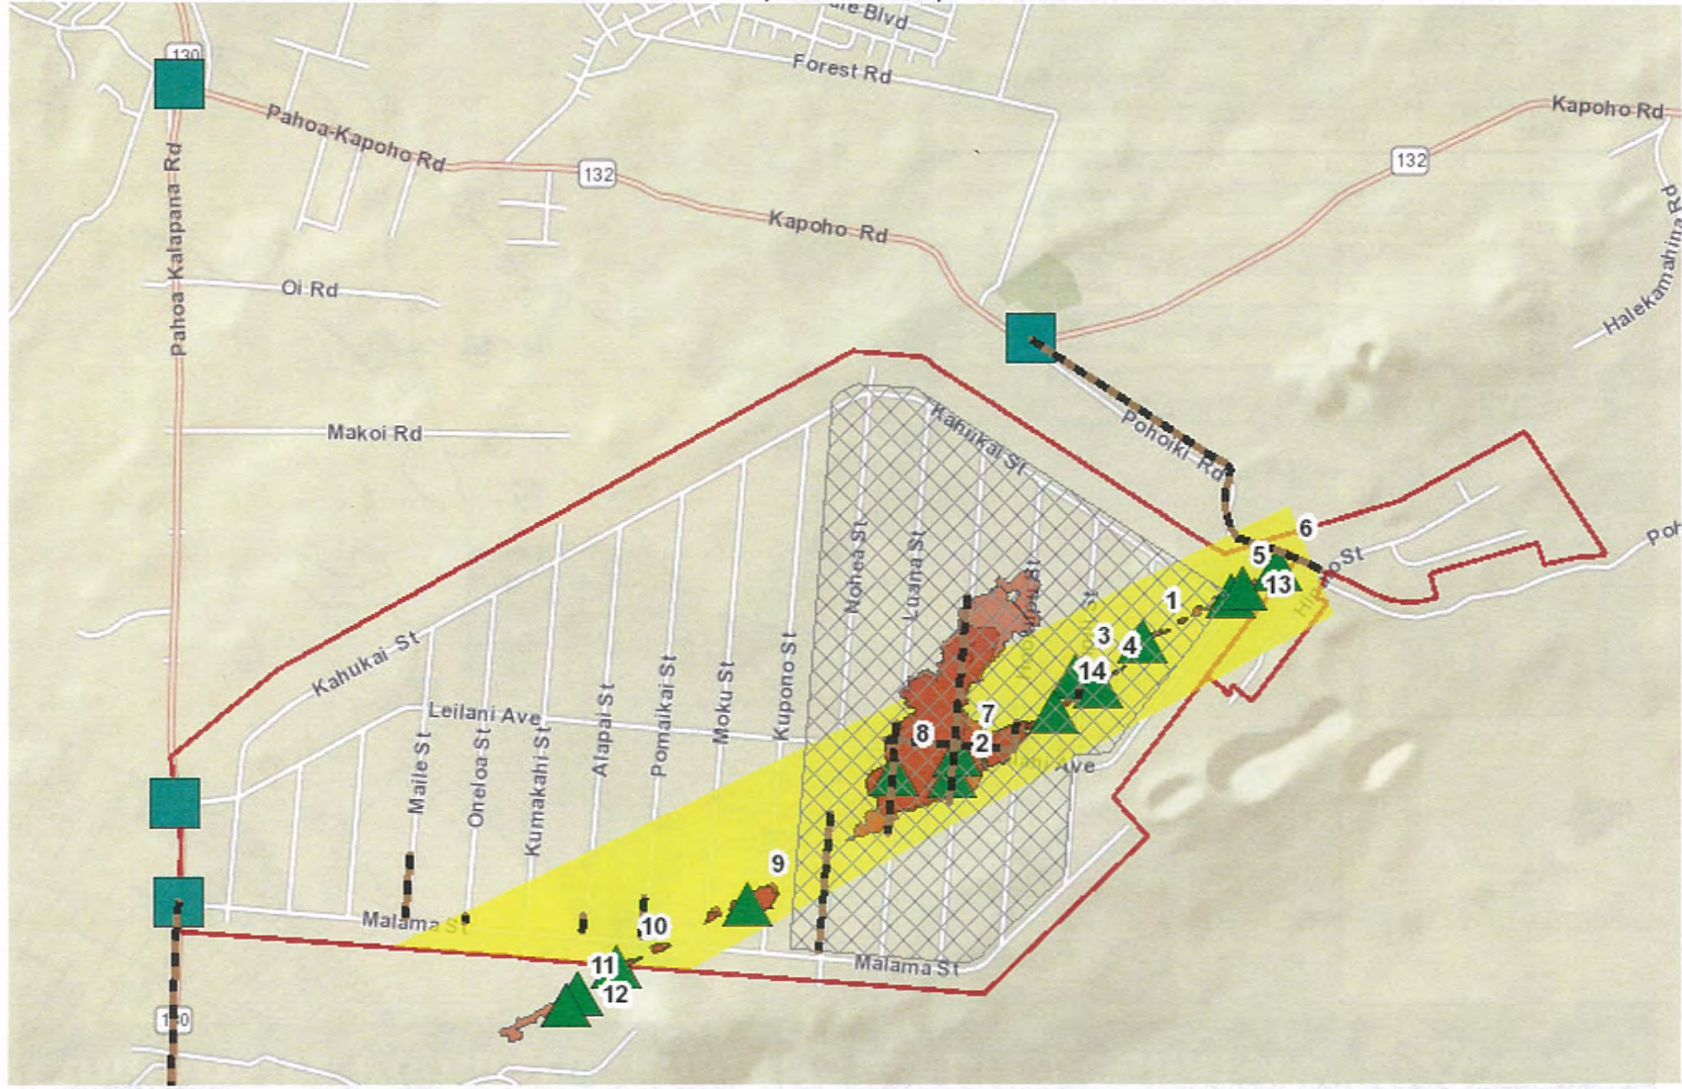 Blvd
130
Forest Rd
Kapoho Rd
Pahoa-Kapoho Rd
132
132
Pahoa Kalapana Rd
Kapoho Rd
Halekamahina Rd
Oi Rd
Makoi Rd
Pohoiki Rd
Kahukai St
Nohea St
Luana St
6
5
13
1
3
4
14
Kahukai St
Leilani Ave
Maile St
Oneloa St
Kumakahi St
Alapai St
Pomaikai St
Moku St
Kupono St
7
8
2
Ave
9
Malama St
10
11
12
Malama St